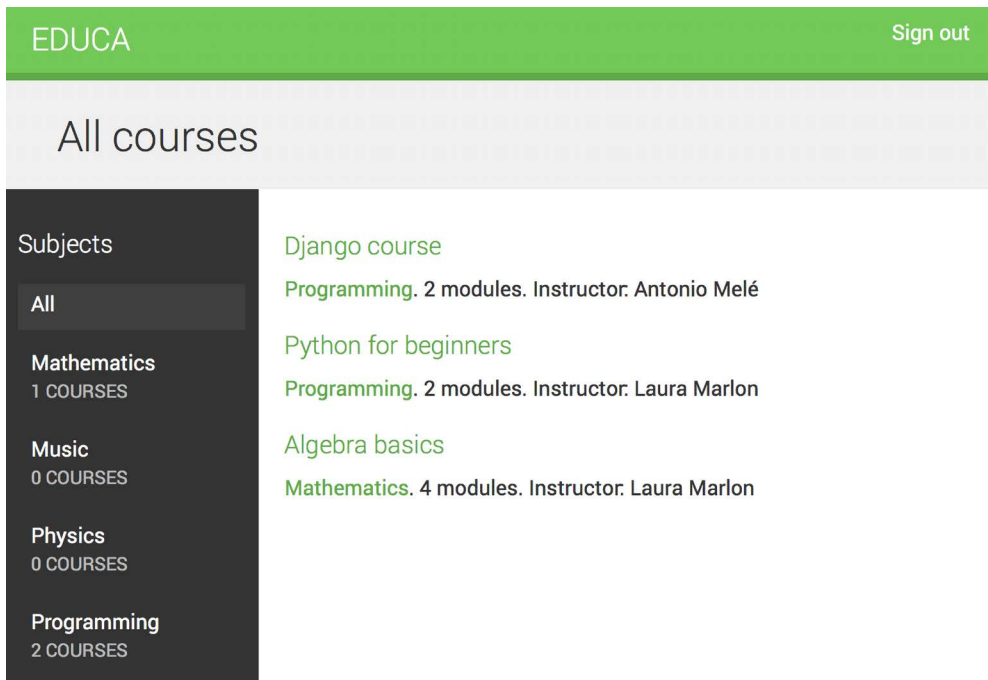 EDUCA
Sign out
All courses
Subjects
All
Mathematics
1 COURSES
Music
0 COURSES
Physics
0 COURSES
Programming
2 COURSES
Django course
Programming. 2 modules. Instructor: Antonio Melé
Python for beginners
Programming. 2 modules. Instructor: Laura Marlon
Algebra basics
Mathematics. 4 modules. Instructor: Laura Marlon